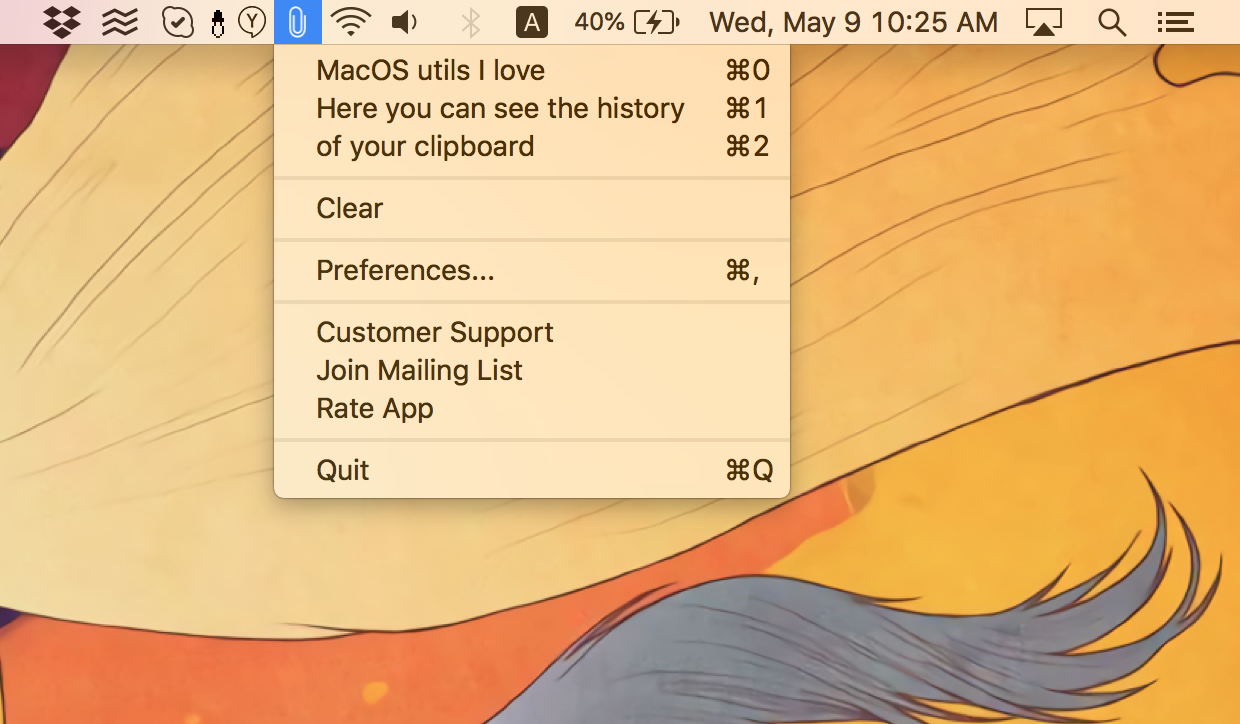 A 40% Wed, May 9 10:25 AM
MacOS utils I love ⌘0
Here you can see the history ⌘1
of your clipboard ⌘2
Clear
Preferences... ⌘,
Customer Support
Join Mailing List
Rate App
Quit ⌘Q